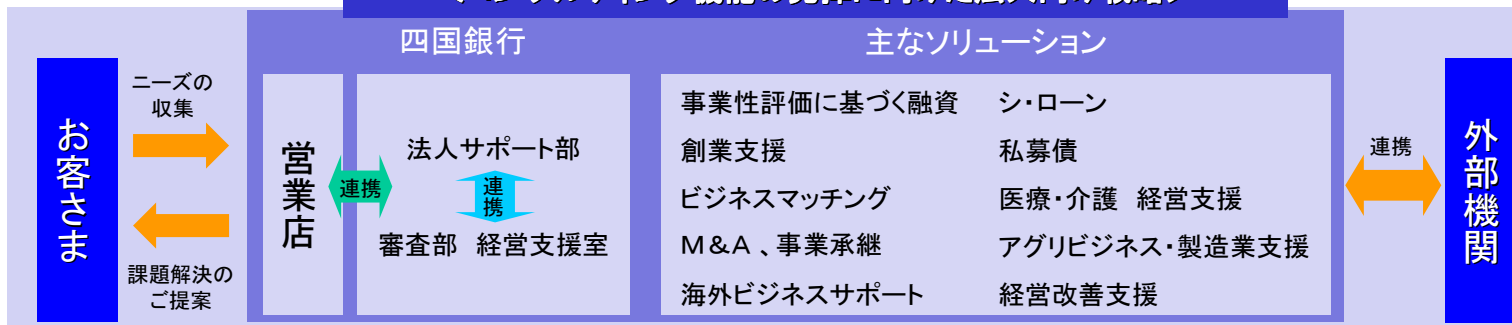 四国銀行
主なソリューション
お客さま
ニーズの
収集
課題解決の
ご提案
営業店
連携
法人サポート部
連携
審査部 経営支援室
事業性評価に基づく融資
シ・ローン
創業支援
私募債
ビジネスマッチング
医療・介護 経営支援
M&A、事業承継
アグリビジネス・製造業支援
海外ビジネスサポート
経営改善支援
連携
外部機関